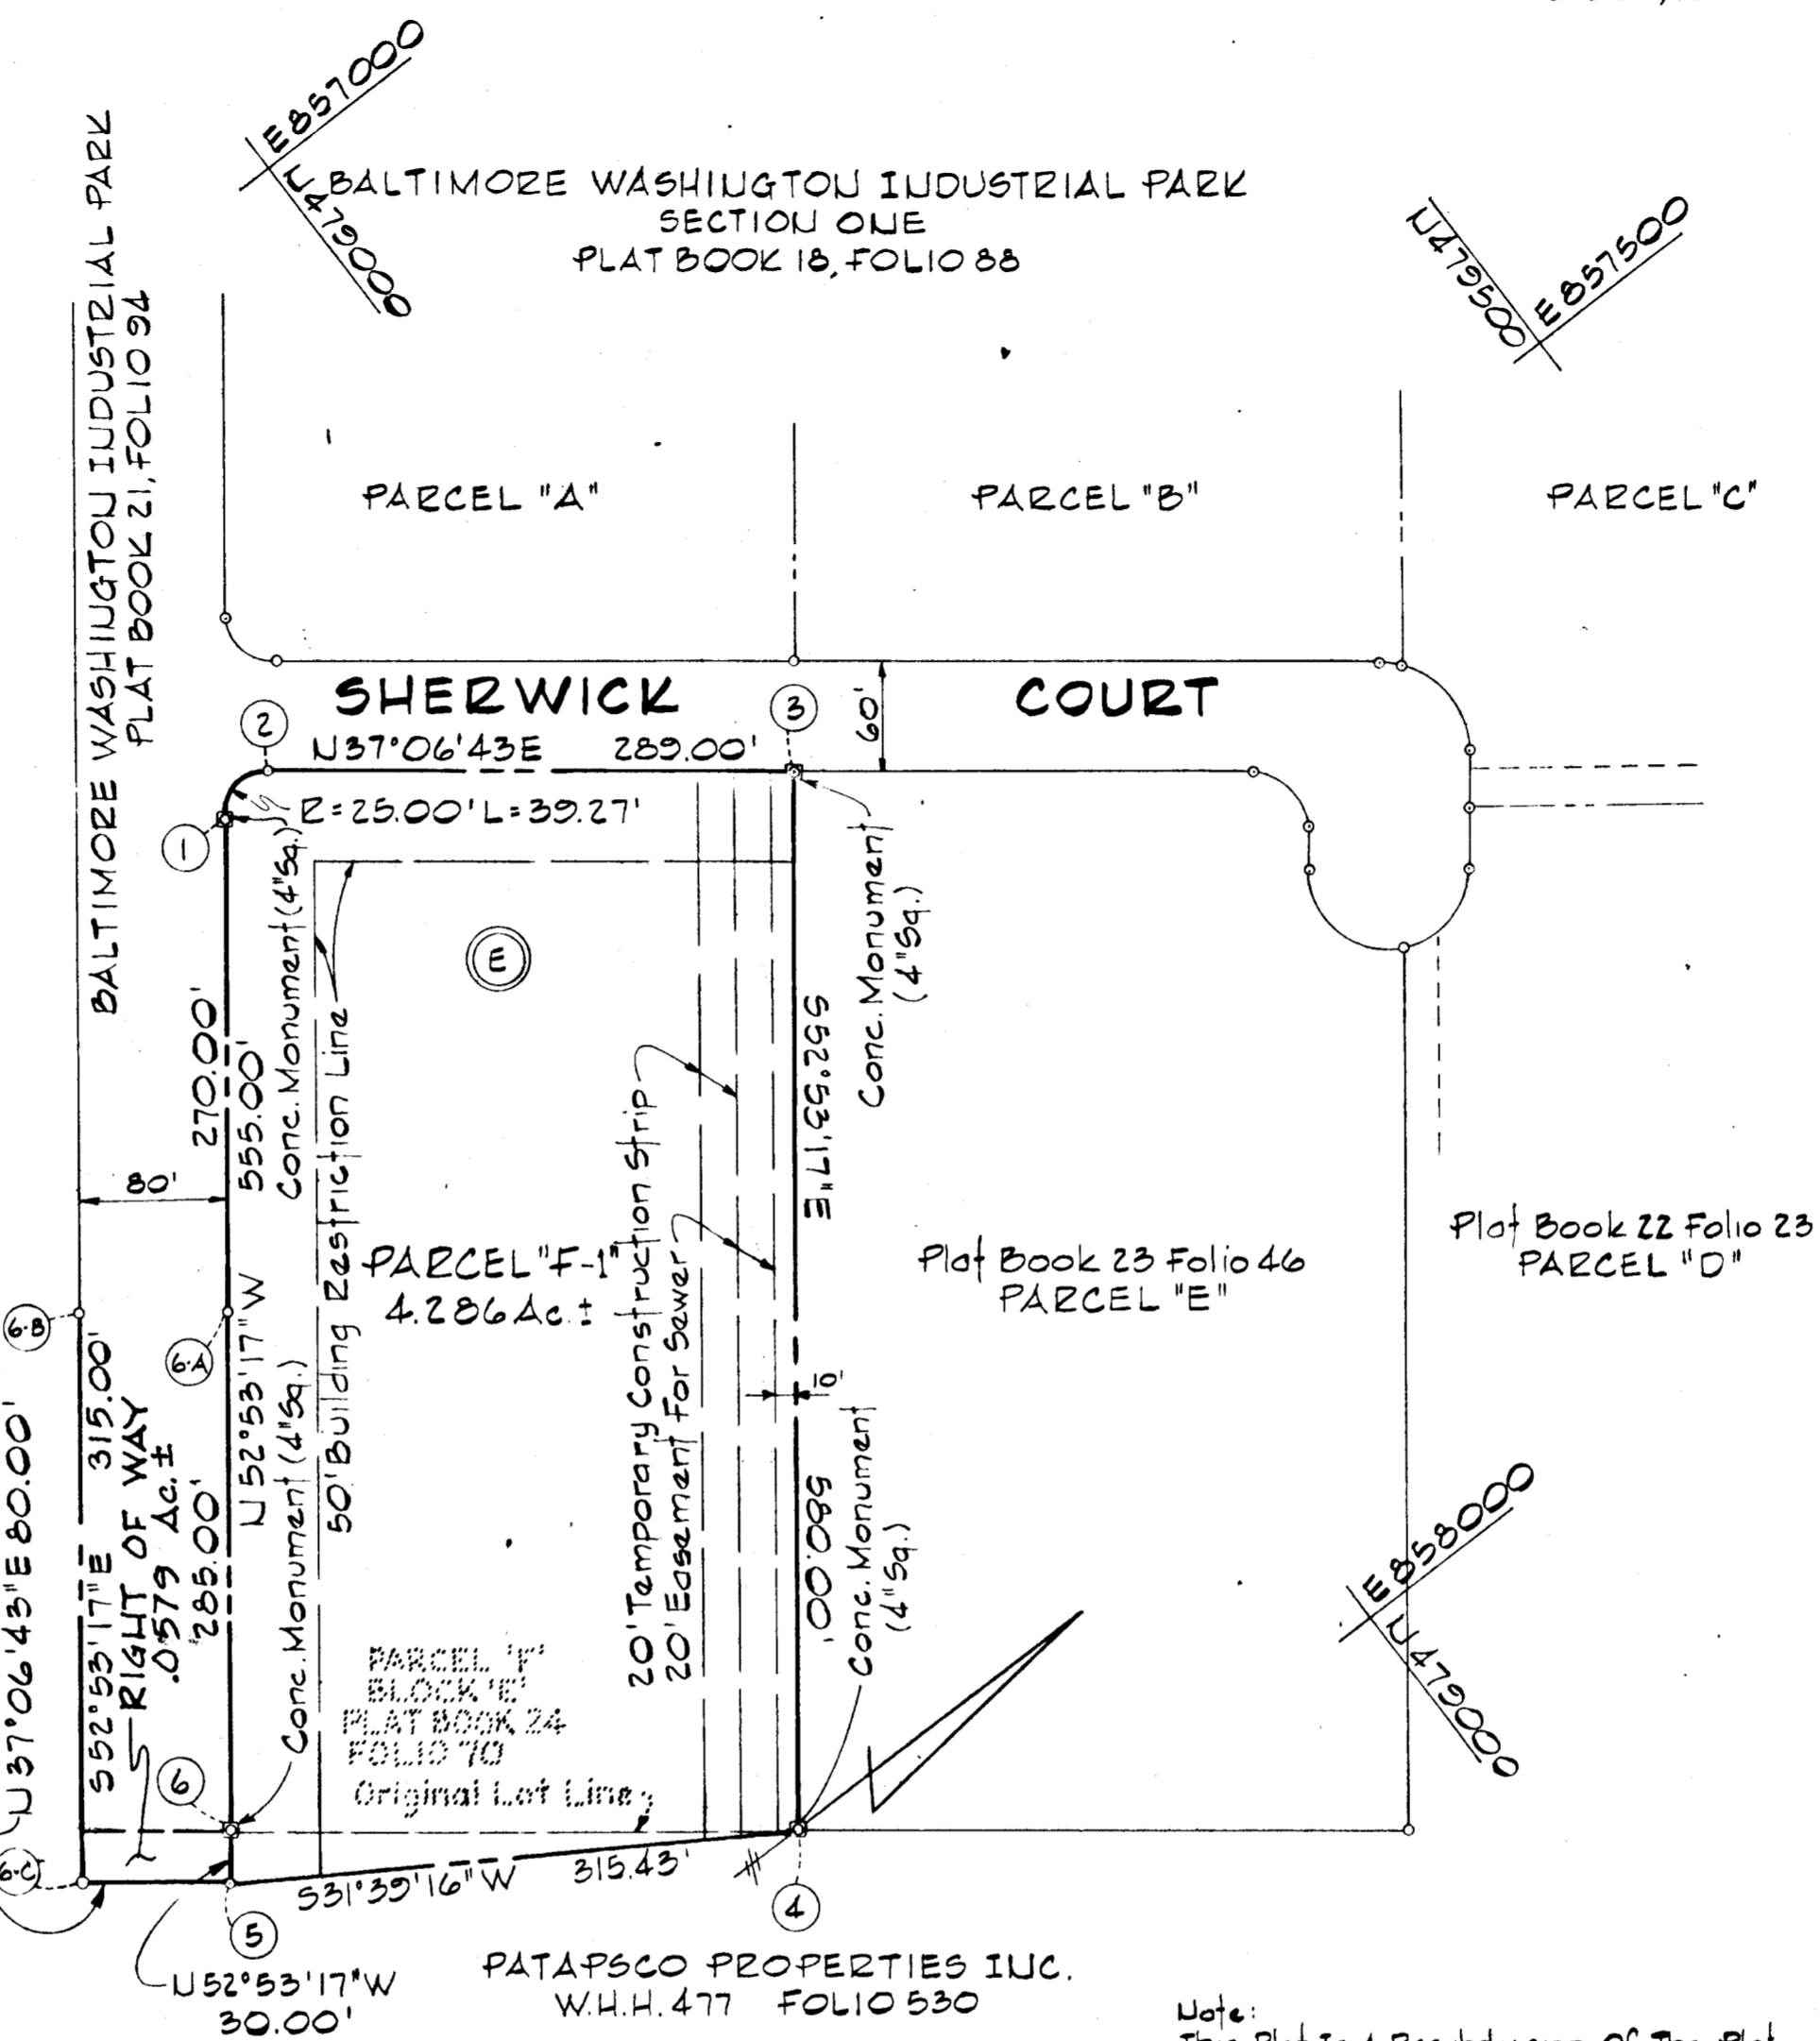 E857000
N479000
BALTIMORE WASHINGTON INDUSTRIAL PARK
SECTION ONE
PLAT BOOK 18, FOLIO 88
N479500
E857500
BALTIMORE WASHINGTON INDUSTRIAL PARK
PLAT BOOK 21, FOLIO 94
PARCEL "A"
PARCEL "B"
PARCEL "C"
SHERWICK COURT
2
3
60'
N37°06'43E 289.00'
R=25.00' L=39.27'
1
Conc. Monument (4"Sq.)
Conc. Monument
(4"Sq.)
E
270.00'
555.00'
N52°53'17"W
50' Building Restriction Line
S52°53'17"E
580.00'
80'
PARCEL "F-1"
4.286 Ac. ±
20' Temporary Construction Strip
20' Easement For Sewer
10'
Plat Book 23 Folio 46
PARCEL "E"
Plat Book 22 Folio 23
PARCEL "D"
6-B
6-A
N37°06'43"E 80.00'
S52°53'17"E 315.00'
RIGHT OF WAY
.0579 Ac. ±
285.00'
Conc. Monument (4"Sq.)
Conc. Monument
(4"Sq.)
E858000
N479000
PARCEL 'F'
BLOCK 'E'
PLAT BOOK 24
FOLIO 70
Original Lot Line
6
6-C
S31°39'16"W 315.43'
5
4
N52°53'17"W
30.00'
PATAPSCO PROPERTIES INC.
W.H.H. 477 FOLIO 530
Note: